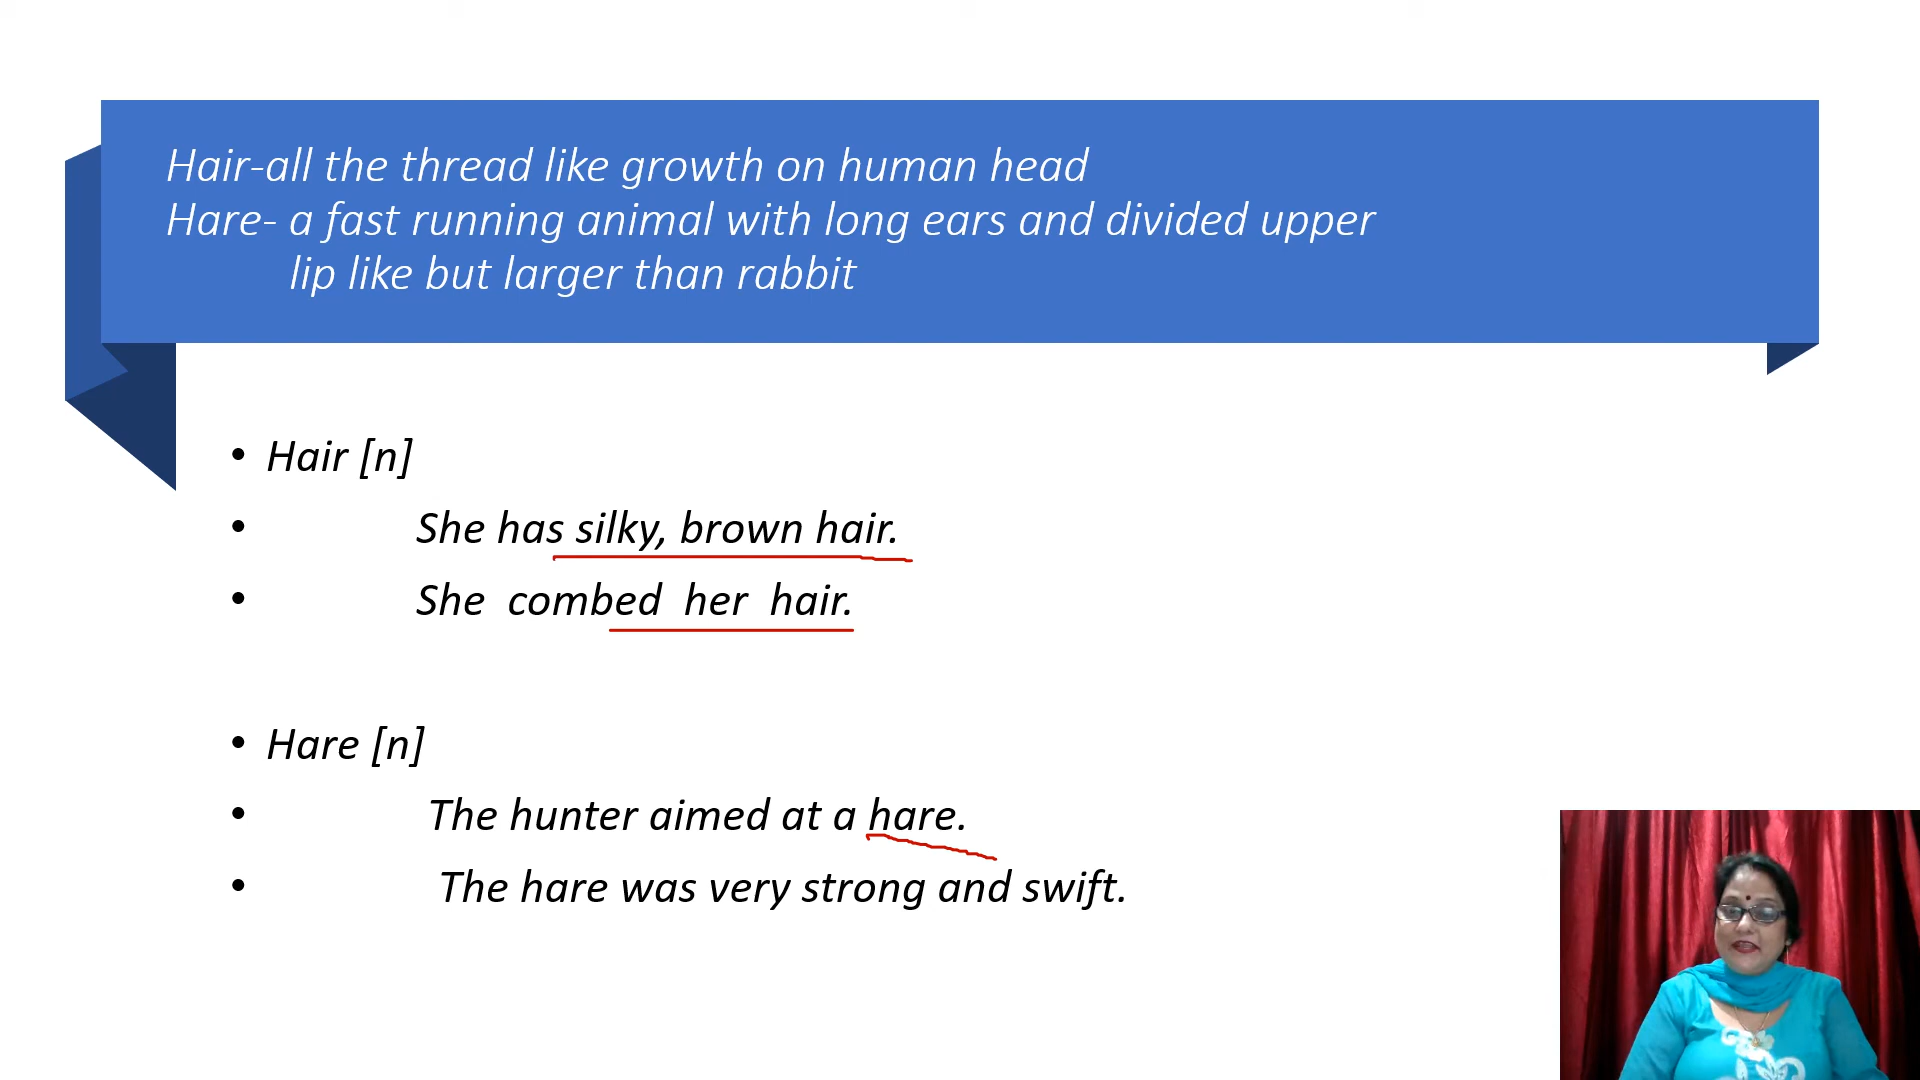 Hair-all the thread like growth on human head
Hare- a fast running animal with long ears and divided upper
lip like but larger than rabbit
• Hair [n]
• She has silky, brown hair.
• She combed her hair.
• Hare [n]
• The hunter aimed at a hare.
• The hare was very strong and swift.